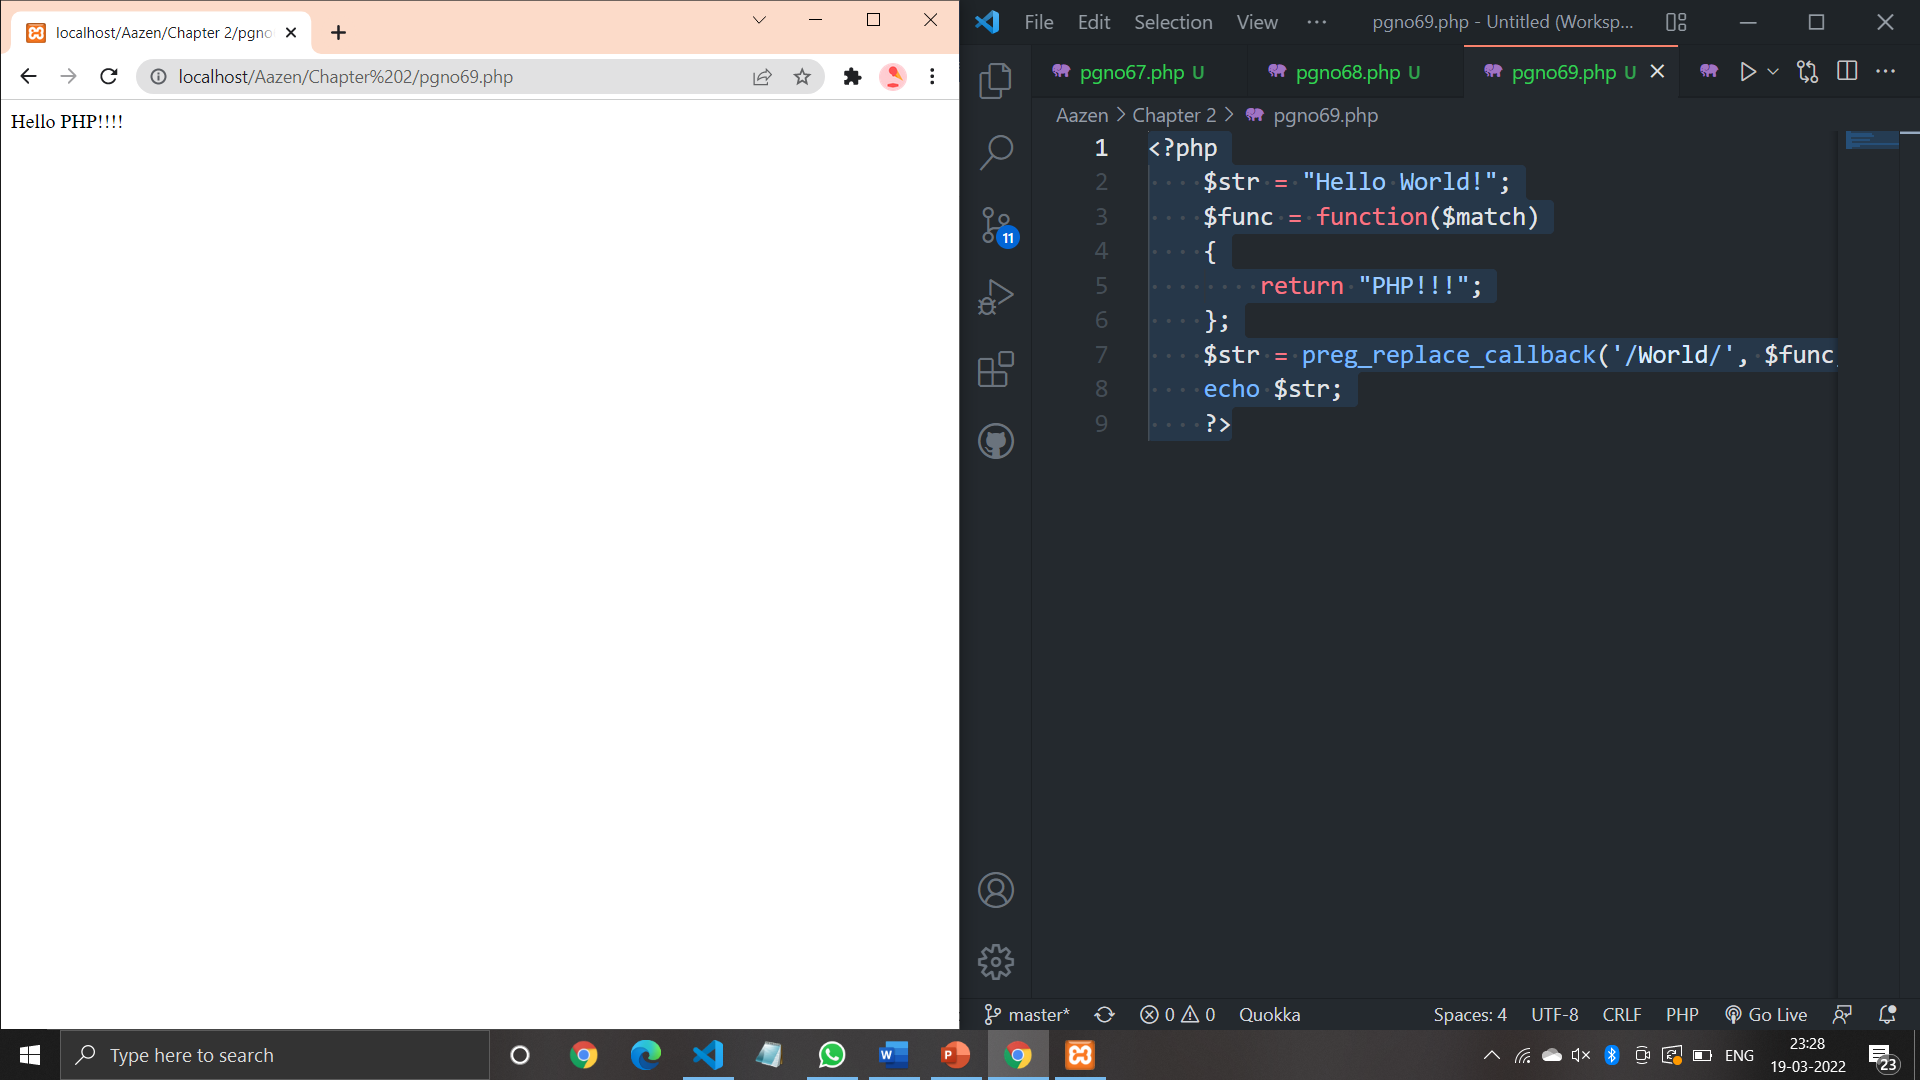 localhost/Aazen/Chapter 2/pgno
localhost/Aazen/Chapter%202/pgno69.php
Hello PHP!!!!
File Edit Selection View ··· pgno69.php - Untitled (Worksp...
pgno67.php U pgno68.php U pgno69.php U
Aazen > Chapter 2 > pgno69.php
1 <?php
2 $str = "Hello World!";
3 $func = function($match)
4 {
5 return "PHP!!!";
6 };
7 $str = preg_replace_callback('/World/', $func,
8 echo $str;
9 ?>
11
master* 0 0 Quokka Spaces: 4 UTF-8 CRLF PHP Go Live
Type here to search
ENG
23:28
19-03-2022
23